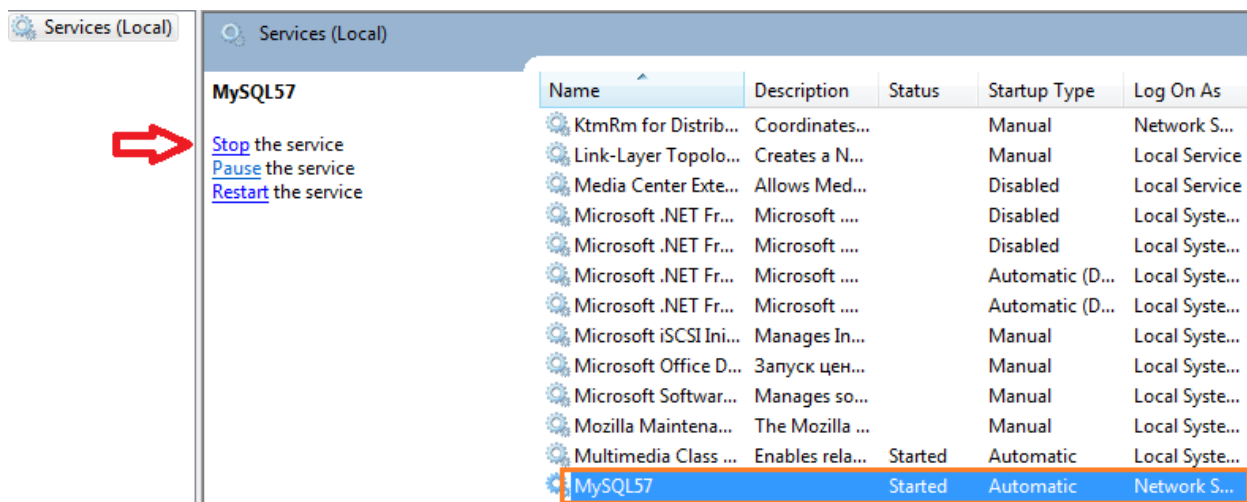 Services (Local)
Services (Local)
MySQL57
Stop the service
Pause the service
Restart the service
Name Description Status Startup Type Log On As
KtmRm for Distrib... Coordinates... Manual Network S...
Link-Layer Topolo... Creates a N... Manual Local Service
Media Center Exte... Allows Med... Disabled Local Service
Microsoft .NET Fr... Microsoft .... Disabled Local Syste...
Microsoft .NET Fr... Microsoft .... Disabled Local Syste...
Microsoft .NET Fr... Microsoft .... Automatic (D... Local Syste...
Microsoft .NET Fr... Microsoft .... Automatic (D... Local Syste...
Microsoft iSCSI Ini... Manages In... Manual Local Syste...
Microsoft Office D... Запуск цен... Manual Local Syste...
Microsoft Softwar... Manages so... Manual Local Syste...
Mozilla Maintena... The Mozilla ... Manual Local Syste...
Multimedia Class ... Enables rela... Started Automatic Local Syste...
MySQL57 Started Automatic Network S...